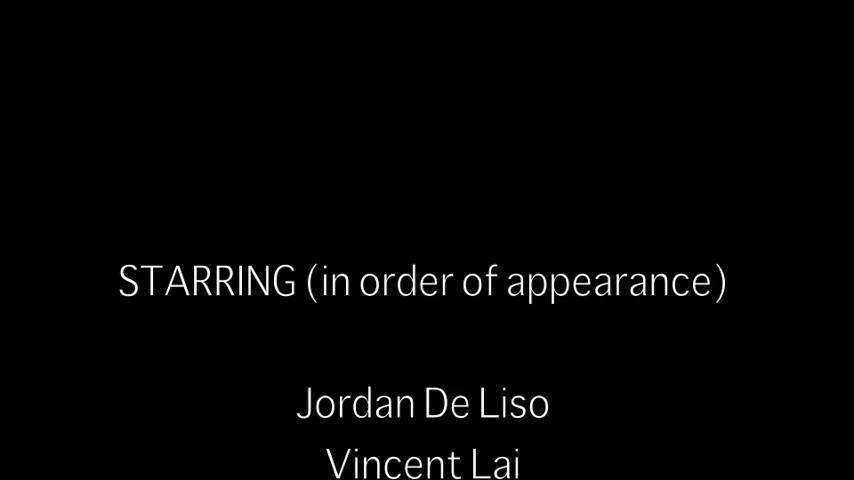 STARRING (in order of appearance)
Jordan De Liso
Vincent Lai